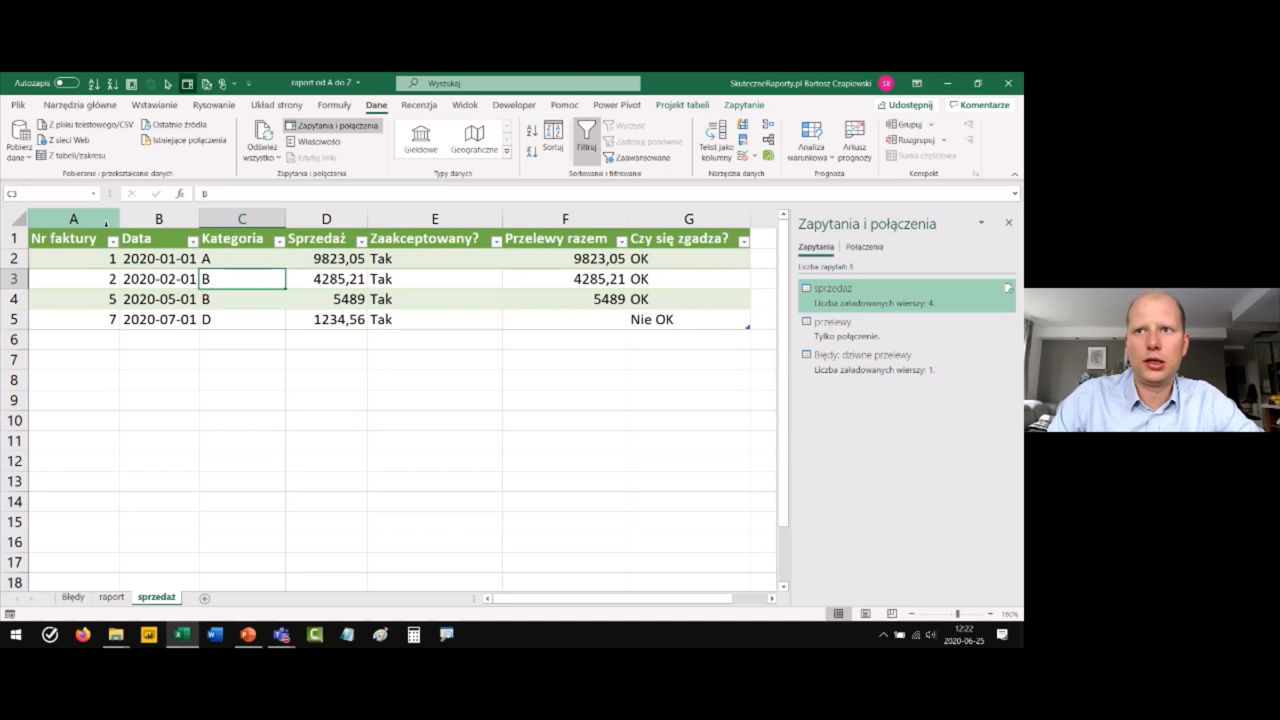 Autozapis
raport od A do Z
Wyszukaj
SkuteczneRaporty.pl Bartosz Czapiewski
SB
Plik Narzędzia główne Wstawianie Rysowanie Układ strony Formuły Dane Recenzja Widok Deweloper Pomoc Power Pivot Projekt tabeli Zapytanie Udostępnij Komentarze
Pobierz dane
Z pliku tekstowego/CSV
Z sieci Web
Z tabeli/zakresu
Ostatnie źródła
Istniejące połączenia
Pobieranie i przekształcanie danych
Odśwież wszystko
Zapytania i połączenia
Właściwości
Edytuj linki
Zapytania i połączenia
Giełdowe
Geograficzne
Typy danych
Sortuj
Filtruj
Wyczyść
Zastosuj ponownie
Zaawansowane
Sortowanie i filtrowanie
Tekst jako kolumny
Narzędzia danych
Analiza warunkowa
Arkusz prognozy
Prognoza
Grupuj
Rozgrupuj
Suma częściowa
Konspekt
C3 fx B
A B C D E F G
1 Nr faktury Data Kategoria Sprzedaż Zaakceptowany? Przelewy razem Czy się zgadza?
2 1 2020-01-01 A 9823,05 Tak 9823,05 OK
3 2 2020-02-01 B 4285,21 Tak 4285,21 OK
4 5 2020-05-01 B 5489 Tak 5489 OK
5 7 2020-07-01 D 1234,56 Tak Nie OK
6
7
8
9
10
11
12
13
14
15
16
17
18
Zapytania i połączenia
Zapytania Połączenia
Liczba zapytań: 3
sprzedaż
Liczba załadowanych wierszy: 4.
przelewy
Tylko połączenie.
Błędy: dziwne przelewy
Liczba załadowanych wierszy: 1.
Błędy raport sprzedaż
160%
12:22
2020-06-25